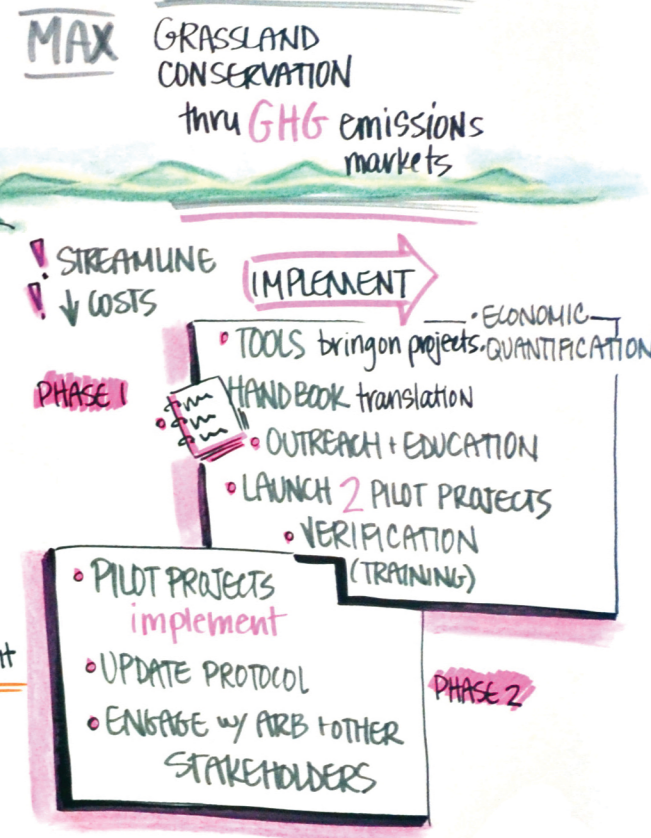 MAX GRASSLAND
CONSERVATION
thru GHG emissions
markets
! STREAMLINE
! ↓ COSTS
IMPLEMENT
PHASE 1
• TOOLS bring on projects
• ECONOMIC
• QUANTIFICATION
• HANDBOOK translation
• OUTREACH + EDUCATION
• LAUNCH 2 PILOT PROJECTS
• VERIFICATION
(TRAINING)
• PILOT PROJECTS
implement
• UPDATE PROTOCOL
• ENGAGE w/ ARB + OTHER
STAKEHOLDERS
PHASE 2